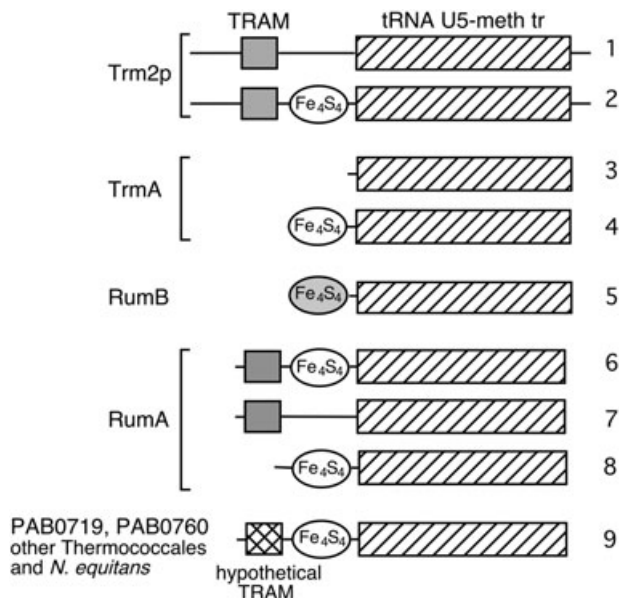 TRAM tRNA U5-meth tr
1
Trm2p
Fe4S4 2
3
TrmA
Fe4S4 4
RumB Fe4S4 5
Fe4S4 6
RumA 7
Fe4S4 8
PAB0719, PAB0760
other Thermococcales Fe4S4 9
and N. equitans
hypothetical
TRAM